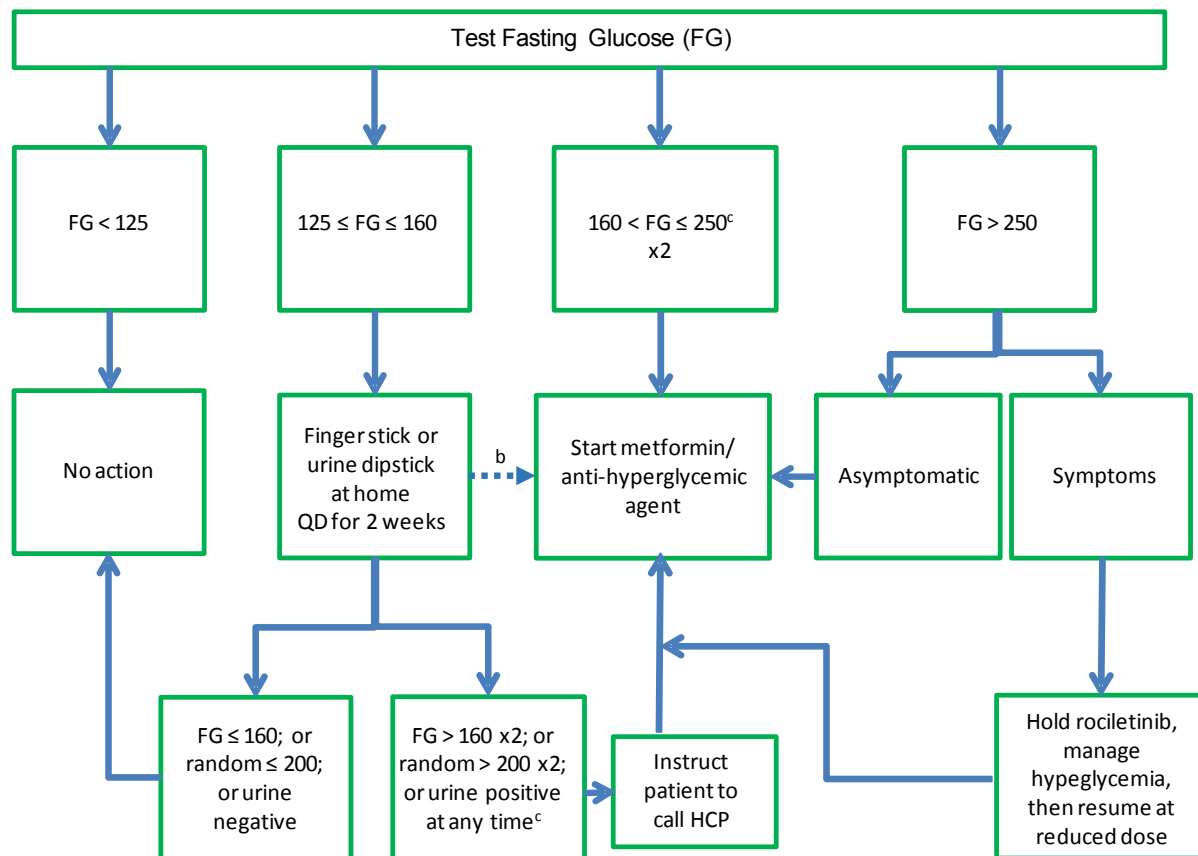 Test Fasting Glucose (FG)
FG < 125
125 ≤ FG ≤ 160
160 < FG ≤ 250ᶜ
x2
FG > 250
No action
Finger stick or
urine dipstick
at home
QD for 2 weeks
b
Start metformin/
anti-hyperglycemic
agent
Asymptomatic
Symptoms
FG ≤ 160; or
random ≤ 200;
or urine
negative
FG > 160 x2; or
random > 200 x2;
or urine positive
at any timeᶜ
Instruct
patient to
call HCP
Hold rociletinib,
manage
hypeglycemia,
then resume at
reduced dose